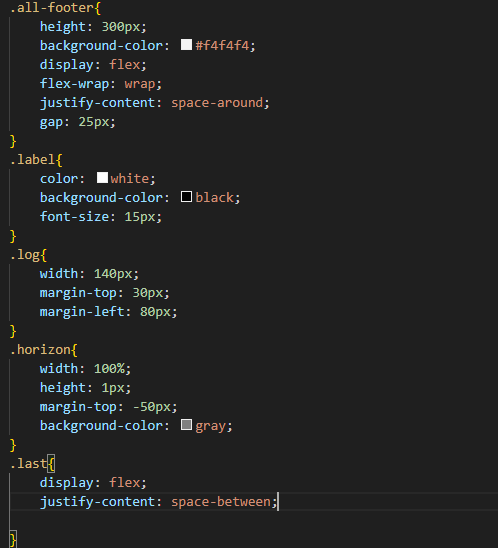 .all-footer{
    height: 300px;
    background-color: #f4f4f4;
    display: flex;
    flex-wrap: wrap;
    justify-content: space-around;
    gap: 25px;
}
.label{
    color: white;
    background-color: black;
    font-size: 15px;
}
.log{
    width: 140px;
    margin-top: 30px;
    margin-left: 80px;
}
.horizon{
    width: 100%;
    height: 1px;
    margin-top: -50px;
    background-color: gray;
}
.last{
    display: flex;
    justify-content: space-between;

}